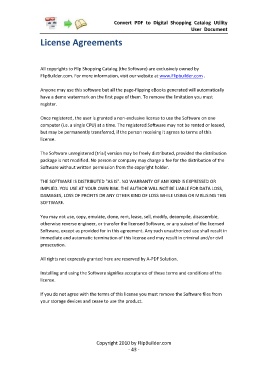 Convert PDF to Digital Shopping Catalog Utility
User Document
License Agreements
All copyrights to Flip Shopping Catalog (the Software) are exclusively owned by
FlipBuilder.com. For more information, visit our website at www.Flipbuilder.com .
Anyone may use this software but all the page-flipping eBooks generated will automatically
have a demo watermark on the first page of them. To remove the limitation you must
register.
Once registered, the user is granted a non-exclusive license to use the Software on one
computer (i.e. a single CPU) at a time. The registered Software may not be rented or leased,
but may be permanently transferred, if the person receiving it agrees to terms of this
license.
The Software unregistered (trial) version may be freely distributed, provided the distribution
package is not modified. No person or company may charge a fee for the distribution of the
Software without written permission from the copyright holder.
THE SOFTWARE IS DISTRIBUTED "AS IS". NO WARRANTY OF ANY KIND IS EXPRESSED OR
IMPLIED. YOU USE AT YOUR OWN RISK. THE AUTHOR WILL NOT BE LIABLE FOR DATA LOSS,
DAMAGES, LOSS OF PROFITS OR ANY OTHER KIND OF LOSS WHILE USING OR MISUSING THIS
SOFTWARE.
You may not use, copy, emulate, clone, rent, lease, sell, modify, decompile, disassemble,
otherwise reverse engineer, or transfer the licensed Software, or any subset of the licensed
Software, except as provided for in this agreement. Any such unauthorized use shall result in
immediate and automatic termination of this license and may result in criminal and/or civil
prosecution.
All rights not expressly granted here are reserved by A-PDF Solution.
Installing and using the Software signifies acceptance of these terms and conditions of the
license.
If you do not agree with the terms of this license you must remove the Software files from
your storage devices and cease to use the product.
Copyright 2010 by FlipBuilder.com
- 43 -